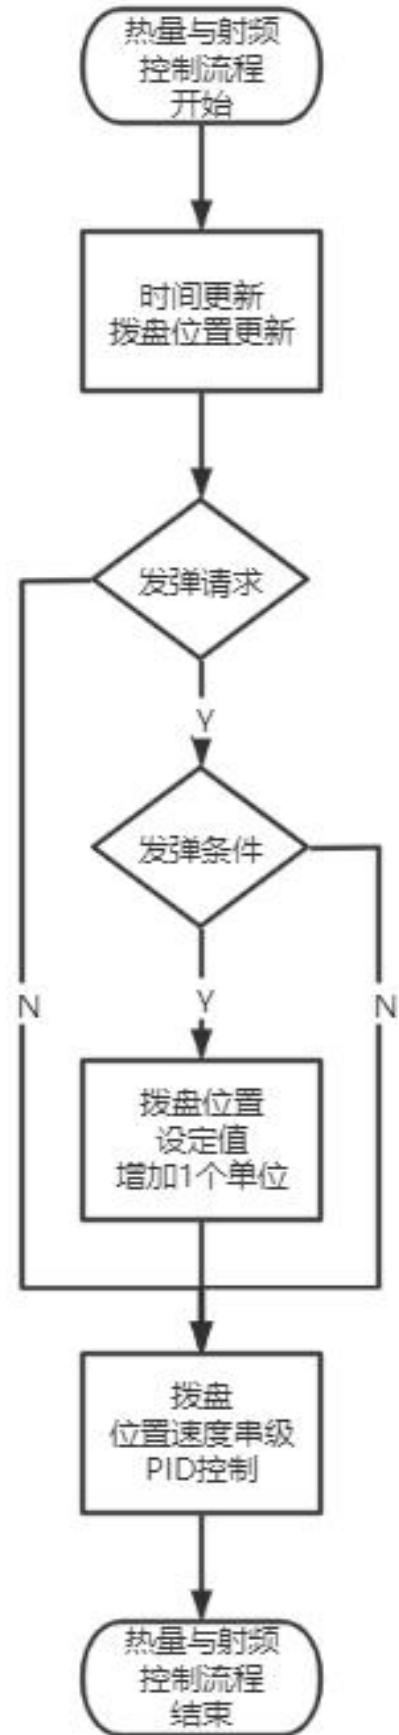 热量与射频
控制流程
开始
时间更新
拨盘位置更新
发弹请求
Y
发弹条件
Y
N
N
拨盘位置
设定值
增加1个单位
拨盘
位置速度串级
PID控制
热量与射频
控制流程
结束